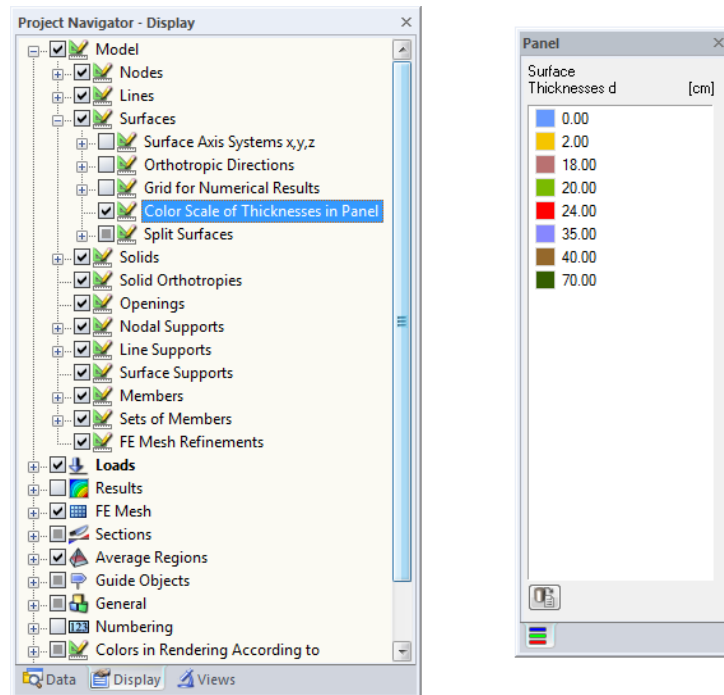 Project Navigator - Display
Model
Nodes
Lines
Surfaces
Surface Axis Systems x,y,z
Orthotropic Directions
Grid for Numerical Results
Color Scale of Thicknesses in Panel
Split Surfaces
Solids
Solid Orthotropies
Openings
Nodal Supports
Line Supports
Surface Supports
Members
Sets of Members
FE Mesh Refinements
Loads
Results
FE Mesh
Sections
Average Regions
Guide Objects
General
123 Numbering
Colors in Rendering According to
Data Display Views
Panel
Surface
Thicknesses d [cm]
0.00
2.00
18.00
20.00
24.00
35.00
40.00
70.00